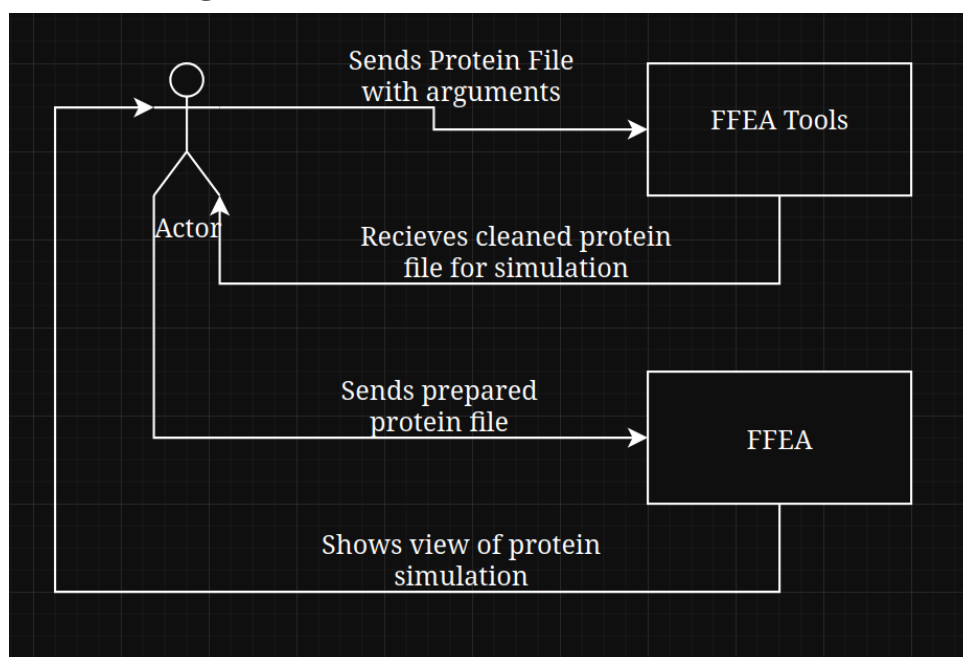 Sends Protein File
with arguments
FFEA Tools
Actor
Recieves cleaned protein
file for simulation
Sends prepared
protein file
FFEA
Shows view of protein
simulation